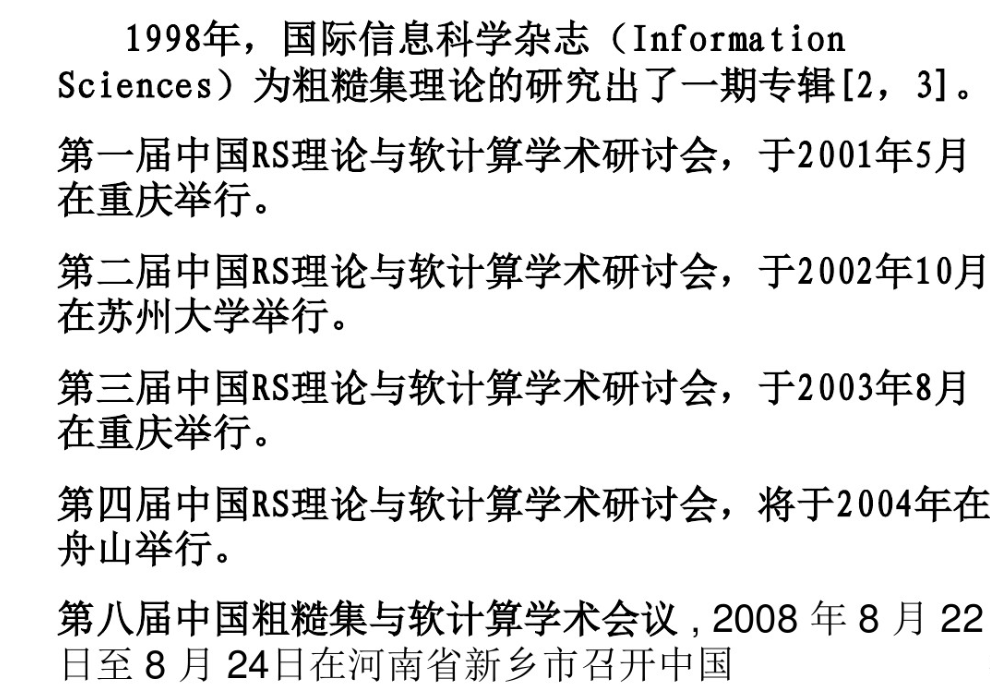 1998年，国际信息科学杂志（Information
Sciences）为粗糙集理论的研究出了一期专辑[2，3]。
第一届中国RS理论与软计算学术研讨会，于2001年5月
在重庆举行。
第二届中国RS理论与软计算学术研讨会，于2002年10月
在苏州大学举行。
第三届中国RS理论与软计算学术研讨会，于2003年8月
在重庆举行。
第四届中国RS理论与软计算学术研讨会，将于2004年在
舟山举行。
第八届中国粗糙集与软计算学术会议 , 2008 年 8 月 22
日至 8 月 24日在河南省新乡市召开中国